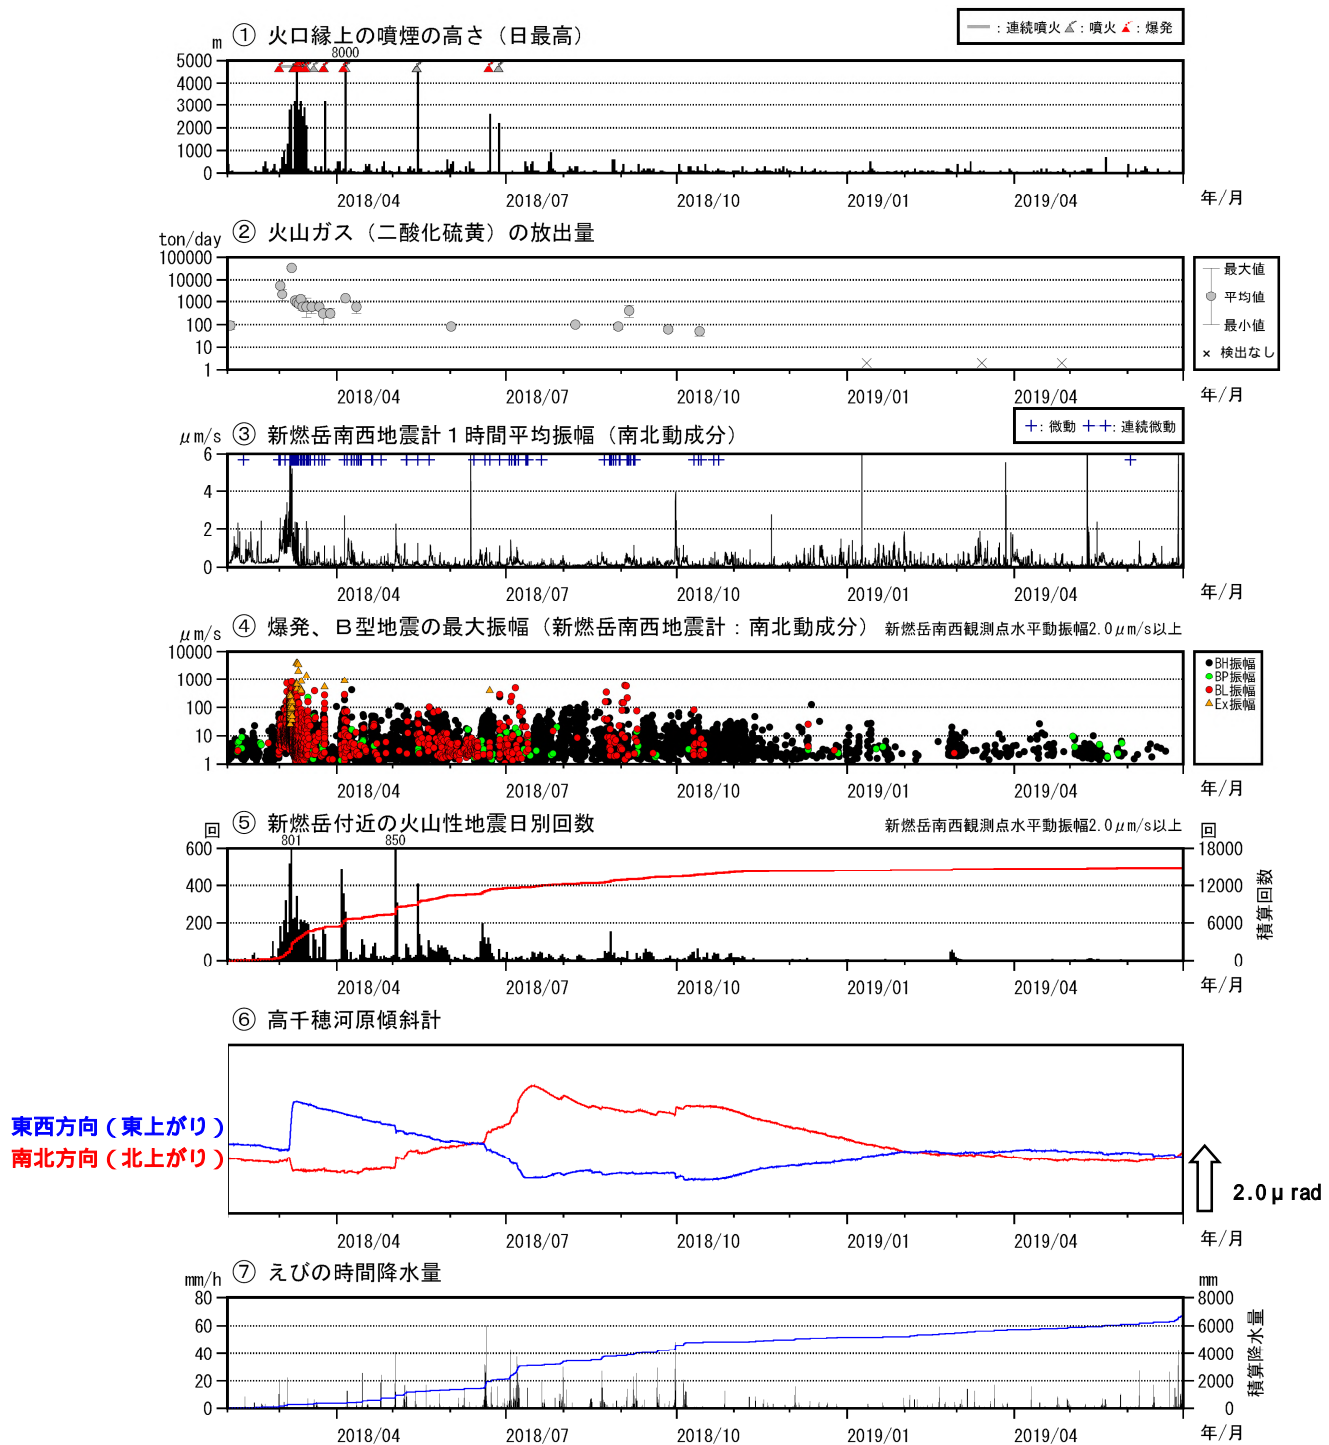 ① 火口縁上の噴煙の高さ（日最高）
：連続噴火 ：噴火 ：爆発
m
8000
5000
4000
3000
2000
1000
0
2018/04 2018/07 2018/10 2019/01 2019/04 年/月
② 火山ガス（二酸化硫黄）の放出量
ton/day
100000
10000
1000
100
10
1
最大値
平均値
最小値
× 検出なし
2018/04 2018/07 2018/10 2019/01 2019/04 年/月
③ 新燃岳南西地震計１時間平均振幅（南北動成分）
＋：微動 ＋＋：連続微動
μm/s
6
4
2
0
2018/04 2018/07 2018/10 2019/01 2019/04 年/月
④ 爆発、Ｂ型地震の最大振幅（新燃岳南西地震計：南北動成分） 新燃岳南西観測点水平動振幅2.0μm/s以上
μm/s
10000
1000
100
10
1
BH振幅
BP振幅
BL振幅
Ex振幅
2018/04 2018/07 2018/10 2019/01 2019/04 年/月
⑤ 新燃岳付近の火山性地震日別回数 新燃岳南西観測点水平動振幅2.0μm/s以上
回 801 850 回
600 18000
400 12000
200 6000
0 0
積算回数
2018/04 2018/07 2018/10 2019/01 2019/04 年/月
⑥ 高千穂河原傾斜計
東西方向（東上がり）
南北方向（北上がり）
2.0μ rad
2018/04 2018/07 2018/10 2019/01 2019/04 年/月
⑦ えびの時間降水量
mm/h mm
80 8000
60 6000
40 4000
20 2000
0 0
積算降水量
2018/04 2018/07 2018/10 2019/01 2019/04 年/月